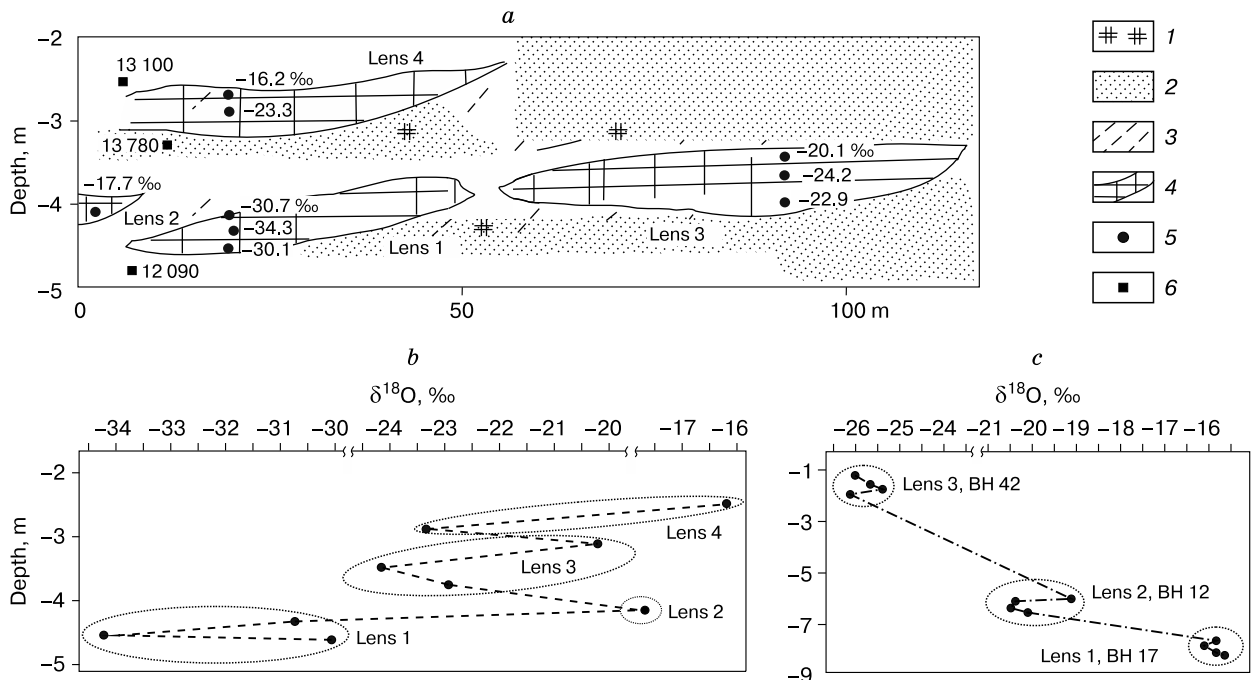 a
−2
13 100
−16.2 ‰
Lens 4
1
−23.3
2
−3
13 780
3
−20.1 ‰
−17.7 ‰
−24.2
−4
−30.7 ‰
−22.9
4
Lens 2
−34.3
Lens 1
Lens 3
5
−30.1
12 090
6
−5
Depth, m
0
50
100 m
b
δ18O, ‰
−34 −33 −32 −31 −30 −24 −23 −22 −21 −20 −17 −16
−2
−3
−4
−5
Depth, m
Lens 4
Lens 3
Lens 2
Lens 1
c
δ18O, ‰
−26 −25 −24 −21 −20 −19 −18 −17 −16
−1
−3
−5
−7
−9
Lens 3, BH 42
Lens 2, BH 12
Lens 1, BH 17